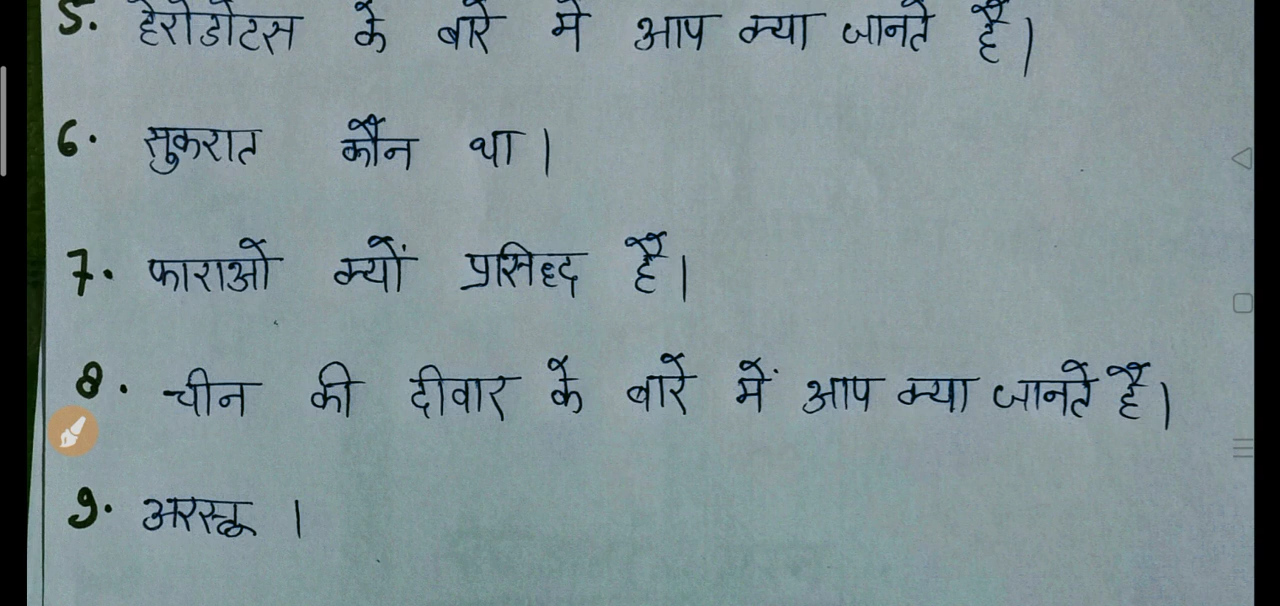 5. हेरोडोटस के बारे में आप क्या जानते हैं।
6. सुकरात कौन था।
7. फाराओ क्यों प्रसिद्द हैं।
8. चीन की दीवार के बारें में आप क्या जानते हैं।
9. अरस्तू ।